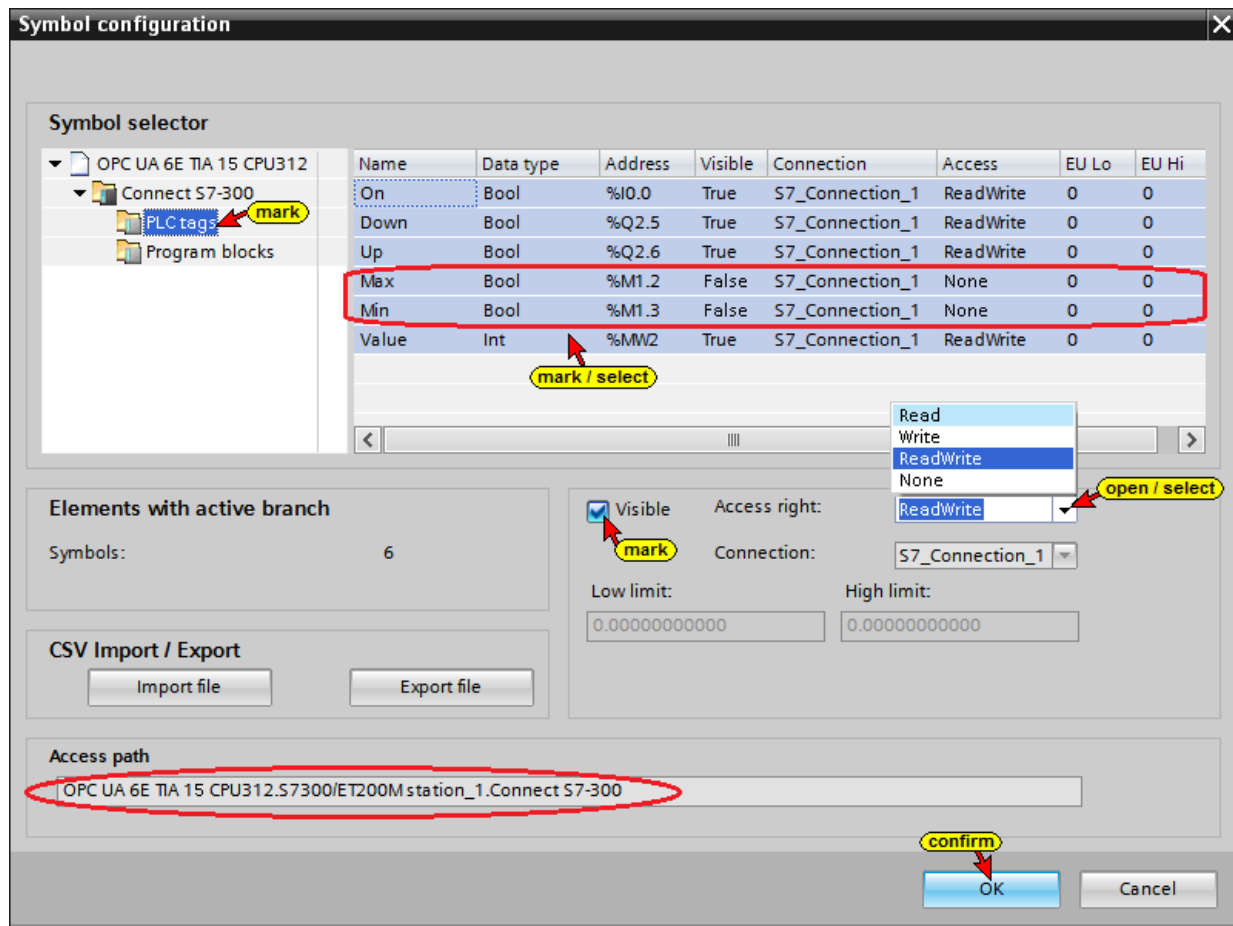 Symbol configuration
Symbol selector
OPC UA 6E TIA 15 CPU312
Connect S7-300
PLC tags
mark
Program blocks
Name Data type Address Visible Connection Access EU Lo EU Hi
On Bool %I0.0 True S7_Connection_1 ReadWrite 0 0
Down Bool %Q2.5 True S7_Connection_1 ReadWrite 0 0
Up Bool %Q2.6 True S7_Connection_1 ReadWrite 0 0
Max Bool %M1.2 False S7_Connection_1 None 0 0
Min Bool %M1.3 False S7_Connection_1 None 0 0
Value Int %MW2 True S7_Connection_1 ReadWrite 0 0
mark / select
Read
Write
ReadWrite
None
open / select
Elements with active branch
Symbols: 6
Visible Access right: ReadWrite
mark
Connection: S7_Connection_1
Low limit: High limit:
0.00000000000 0.00000000000
CSV Import / Export
Import file Export file
Access path
OPC UA 6E TIA 15 CPU312.S7300/ET200M station_1.Connect S7-300
confirm
OK Cancel